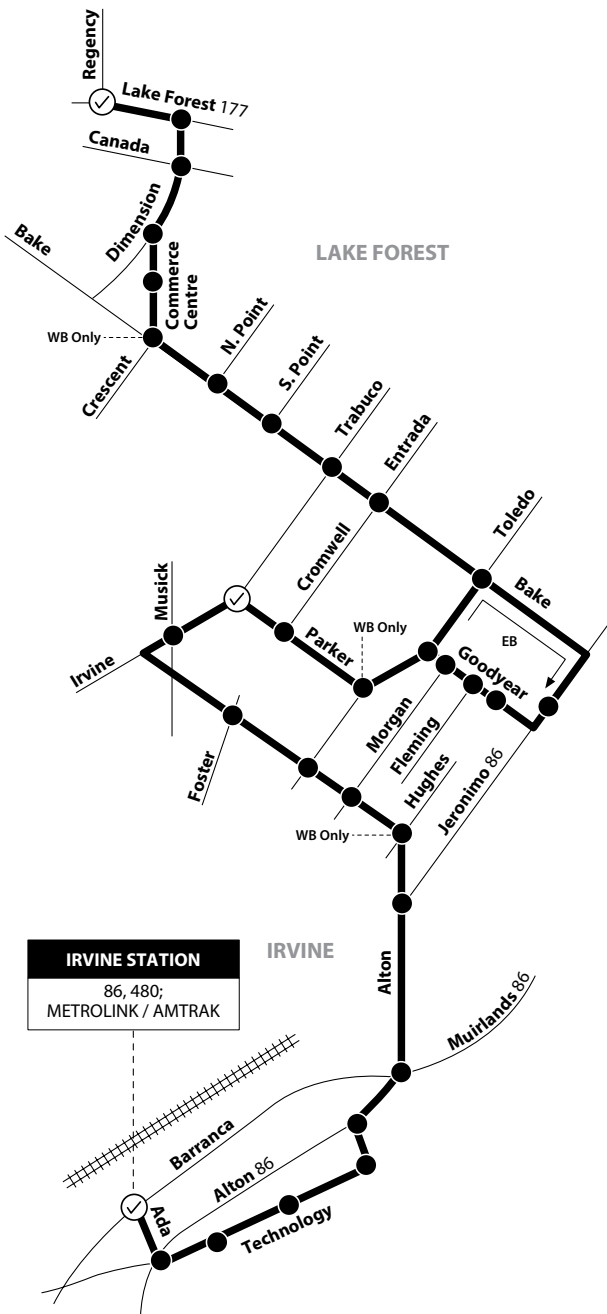 Regency
Lake Forest 177
Canada
Dimension
Bake
LAKE FOREST
Commerce
Centre
WB Only
Crescent
N. Point
S. Point
Trabuco
Entrada
Toledo
Cromwell
Bake
Musick
WB Only
EB
Parker
Goodyear
Irvine
Morgan
Fleming
Foster
Hughes
Jeronimo 86
WB Only
IRVINE
IRVINE STATION
86, 480;
METROLINK / AMTRAK
Alton
Muirlands 86
Barranca
Alton 86
Ada
Technology